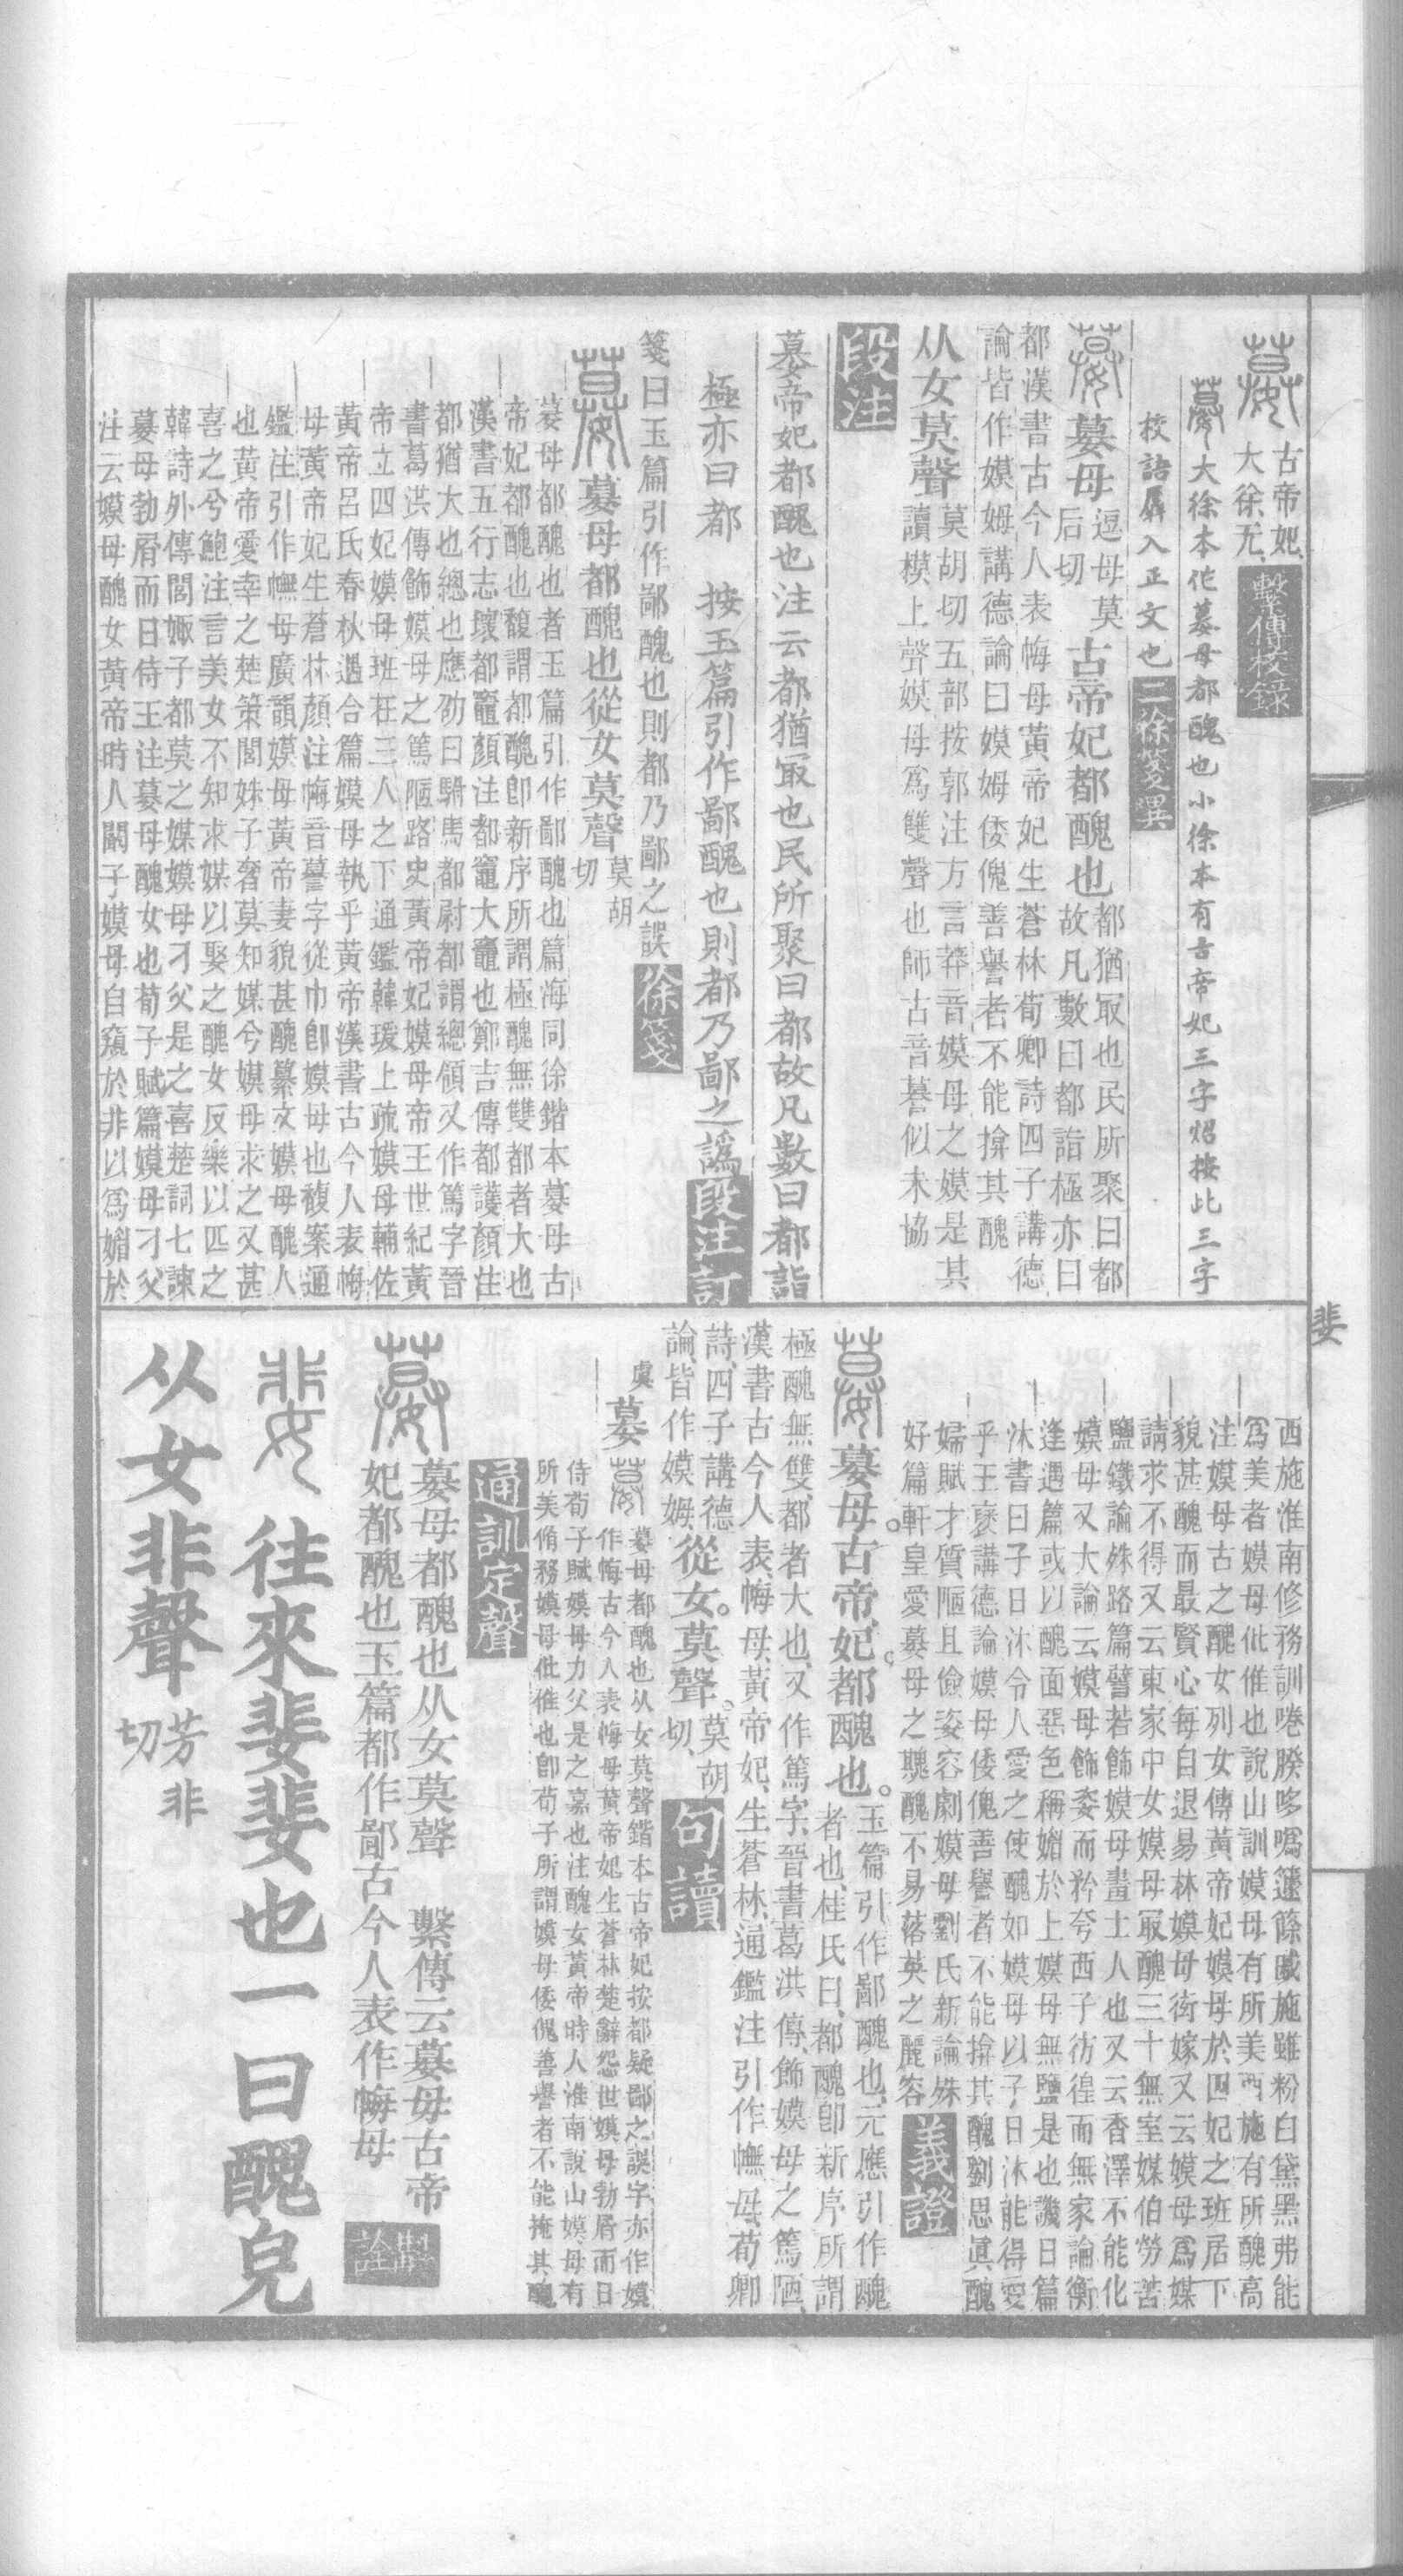 古帝妃
大徐无
繫傳校錄
大徐本作㜮母都醜也小徐本有古帝妃三字炤按此三字
校語羼入正文也
二徐箋異
㜮母逗母莫
后切
古帝妃都醜也
都猶冣也民所聚曰都
故凡數曰都詣極亦曰
都漢書古今人表悔母黃帝妃生蒼林荀卿詩四子講德
論皆作嫫姆講德論曰嫫姆倭傀善譽者不能揜其醜
从女莫聲
莫胡切五部按郭注方言莽音嫫母之嫫是其
讀模上聲嫫母爲雙聲也師古音謩似未協
段注
㜮帝妃都醜也注云都猶冣也民所聚曰都故凡數曰都詣
極亦曰都　按玉篇引作鄙醜也則都乃鄙之譌
段注訂
箋曰玉篇引作鄙醜也則都乃鄙之誤
徐箋
㜮母都醜也從女莫聲
莫胡
切
㜮母都醜也者玉篇引作鄙醜也篇海同徐鍇本㜮母古
帝妃都醜也馥謂都醜卽新序所謂極醜無雙都者大也
漢書五行志壞都竈顏注都竈大竈也鄭吉傳都護顏注
都猶大也總也應劭曰駙馬都尉都謂總領又作篤字晉
書葛洪傳飾嫫母之篤陋路史黃帝妃嫫母帝王世紀黃
帝立四妃嫫母班在三人之下通鑑韓瑗上疏嫫母輔佐
黃帝呂氏春秋遇合篇嫫母執乎黃帝漢書古今人表悔
母黃帝妃生蒼林顏注悔音謩字從巾卽嫫母也馥案通
鑑注引作幠母廣韻嫫母黃帝妻貌甚醜纂文嫫母醜人
也黃帝愛幸之楚策閭姝子奢莫知媒兮嫫母求之又甚
喜之兮鮑注言美女不知求媒以娶之醜女反樂以匹之
韓詩外傳閭娵子都莫之媒嫫母力父是之喜楚詞七諫
㜮母勃屑而日侍王注㜮母醜女也荀子賦篇嫫母刁父
注云嫫母醜女黃帝時人闞子嫫母自窺於井以爲媚於
西施淮南修務訓啳䐯哆噅籧篨戚施雖粉白黛黑弗能
爲美者嫫母仳倠也說山訓嫫母有所美西施有所醜高
注嫫母古之醜女列女傳黃帝妃嫫母於四妃之班居下
貌甚醜而最賢心每自退易林嫫母衒嫁又云嫫母爲媒
請求不得又云東家中女嫫母冣醜三十無室媒伯勞苦
鹽鐵論殊路篇譬若飾嫫母畫土人也又云香澤不能化
嫫母又大論云嫫母飾姿而矜夸西子彷徨而無家論衡
逢遇篇或以醜面惡色稱媚於上嫫母無鹽是也譏日篇
沐書曰子日沐令人愛之使醜如嫫母以子日沐能得愛
乎王褒講德論嫫母倭傀善譽者不能揜其醜劉思眞醜
婦賦才質陋且儉姿容劇嫫母劉氏新論殊
好篇軒皇愛㜮母之䫥醜不易落英之麗容
義證
㜮母。古帝妃都醜也。
玉篇引作鄙醜也、元應引作醜
者也、桂氏曰、都醜卽新序所謂
極醜無雙、都者大也、又作篤字、晉書葛洪傳、飾嫫母之篤陋、
漢書古今人表悔母、黃帝妃、生蒼林、通鑑注引作幠母、荀卿
詩、四子講德
論、皆作嫫姆、
從女。莫聲。
莫胡
切、
句讀
虞
㜮
㜮母都醜也从女莫聲鍇本古帝妃按都疑鄙之誤字亦作嫫
作悔古今人表悔母黃帝妃生蒼林楚辭怨世嫫母勃屑而日
侍荀子賦嫫母力父是之嘉也注醜女黃帝時人淮南說山嫫母有
所美脩務嫫母仳倠也卽荀子所謂嫫母倭傀善譽者不能掩其醜
通訓定聲
㜮母都醜也从女莫聲　繫傳云㜮母古帝
妃都醜也玉篇都作鄙古今人表作悔母
斠詮
往來婓婓也一曰醜皃
从女非聲
芳非
切
婓